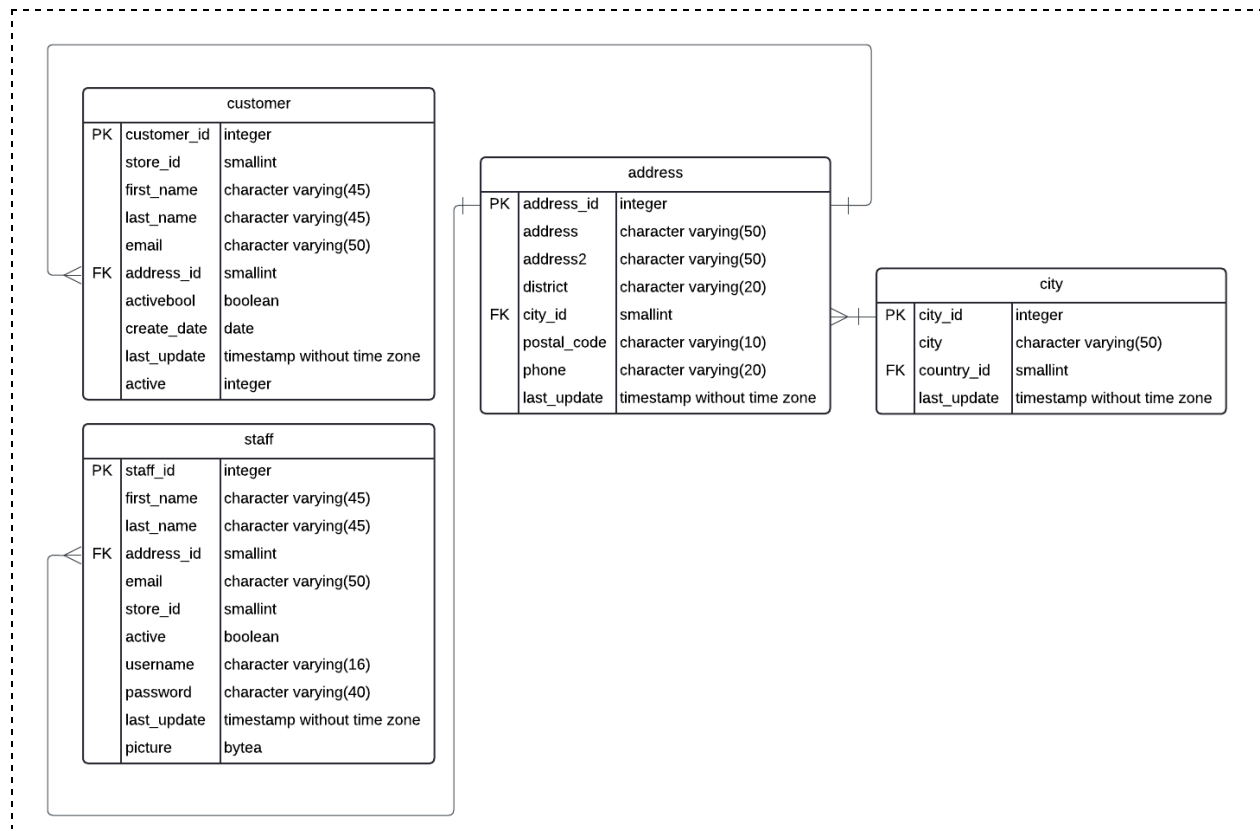 customer
PK customer_id integer
store_id smallint
first_name character varying(45)
last_name character varying(45)
email character varying(50)
FK address_id smallint
activebool boolean
create_date date
last_update timestamp without time zone
active integer
staff
PK staff_id integer
first_name character varying(45)
last_name character varying(45)
FK address_id smallint
email character varying(50)
store_id smallint
active boolean
username character varying(16)
password character varying(40)
last_update timestamp without time zone
picture bytea
address
PK address_id integer
address character varying(50)
address2 character varying(50)
district character varying(20)
FK city_id smallint
postal_code character varying(10)
phone character varying(20)
last_update timestamp without time zone
city
PK city_id integer
city character varying(50)
FK country_id smallint
last_update timestamp without time zone